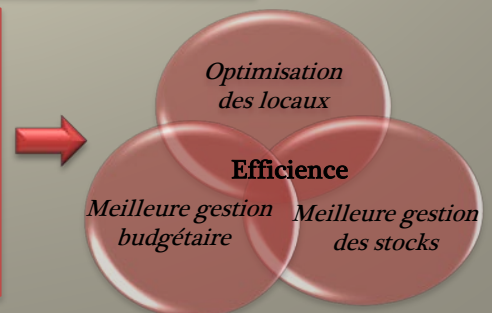 Optimisation
des locaux
Efficience
Meilleure gestion
budgétaire
Meilleure gestion
des stocks